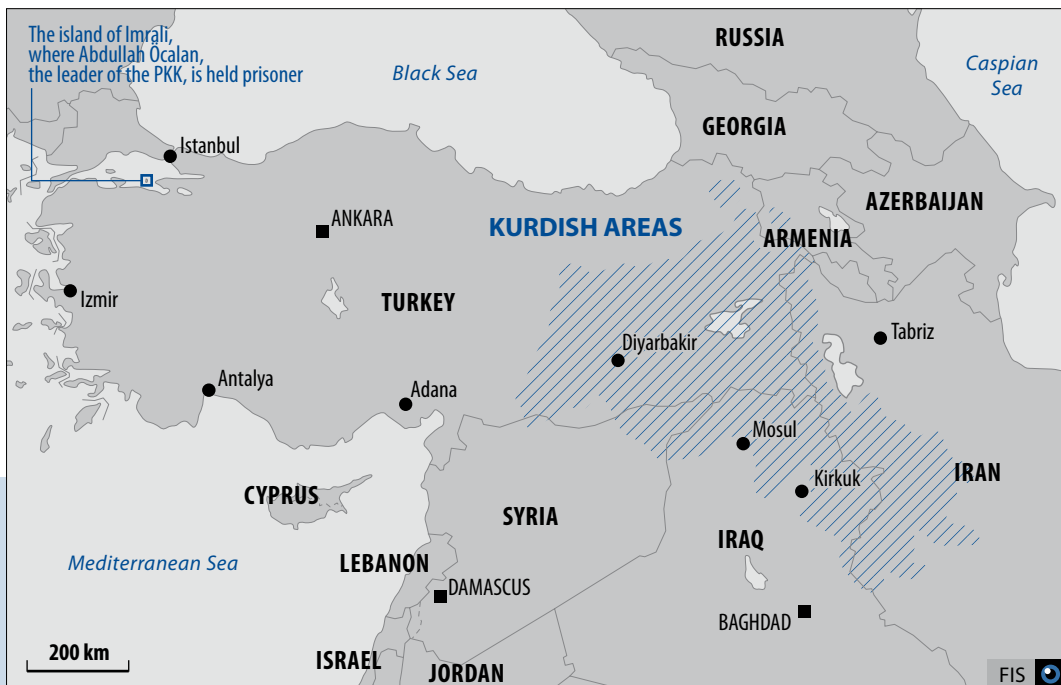 The island of Imrali,
where Abdullah Öcalan,
the leader of the PKK, is held prisoner
Black Sea
RUSSIA
Caspian
Sea
GEORGIA
Istanbul
AZERBAIJAN
ANKARA
KURDISH AREAS
ARMENIA
Izmir
TURKEY
Diyarbakir
Tabriz
Antalya
Adana
Mosul
Kirkuk
IRAN
CYPRUS
SYRIA
IRAQ
Mediterranean Sea
LEBANON
DAMASCUS
BAGHDAD
200 km
ISRAEL
JORDAN
FIS